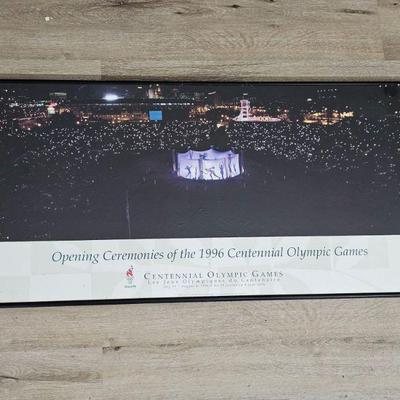 Opening Ceremonies of the 1996 Centennial Olympic Games
CENTENNIAL OLYMPIC GAMES
Les Jeux Olympiques du Centenaire